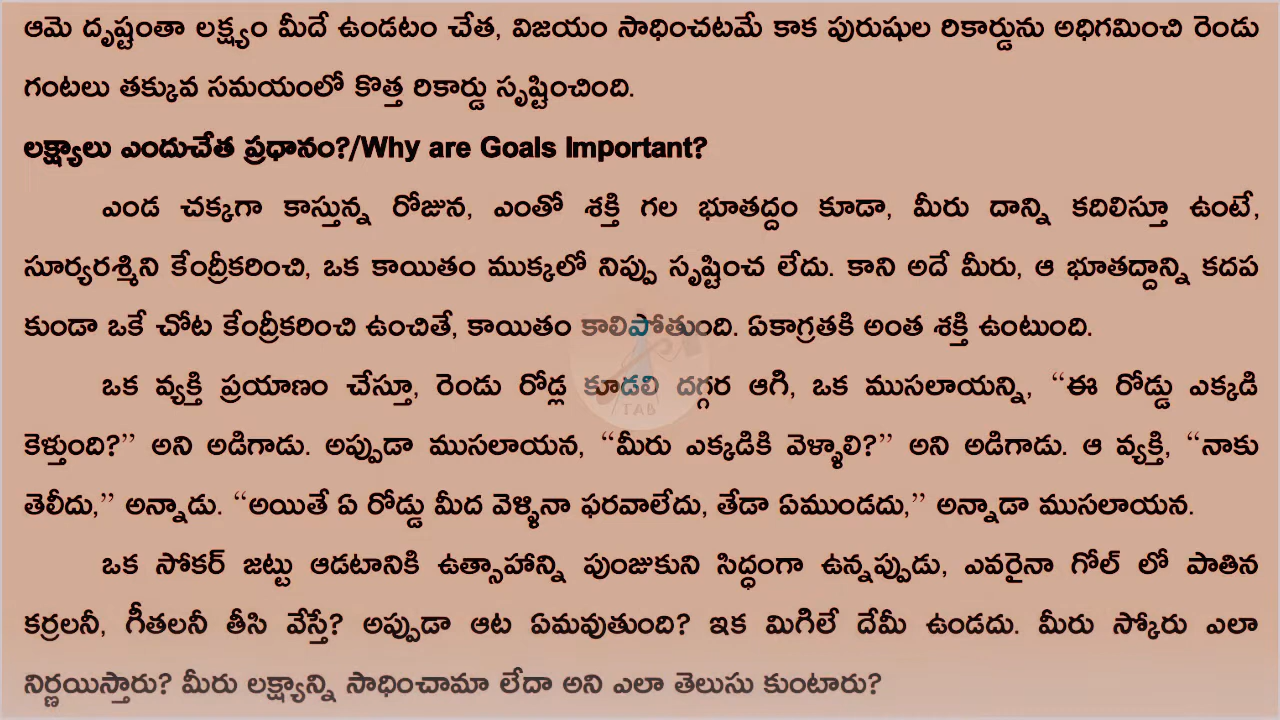 ఆమె దృష్టంతా లక్ష్యం మీదే ఉండటం చేత, విజయం సాధించటమే కాక పురుషుల రికార్డును అధిగమించి రెండు
గంటలు తక్కువ సమయంలో కొత్త రికార్డు సృష్టించింది.
లక్ష్యాలు ఎందుచేత ప్రధానం?/Why are Goals Important?
ఎండ చక్కగా కాస్తున్న రోజున, ఎంతో శక్తి గల భూతద్దం కూడా, మీరు దాన్ని కదిలిస్తూ ఉంటే,
సూర్యరశ్మిని కేంద్రీకరించి, ఒక కాయితం ముక్కలో నిప్పు సృష్టించ లేదు. కాని అదే మీరు, ఆ భూతద్దాన్ని కదప
కుండా ఒకే చోట కేంద్రీకరించి ఉంచితే, కాయితం కాలిపోతుంది. ఏకాగ్రతకి అంత శక్తి ఉంటుంది.
ఒక వ్యక్తి ప్రయాణం చేస్తూ, రెండు రోడ్ల కూడలి దగ్గర ఆగి, ఒక ముసలాయన్ని, “ఈ రోడ్డు ఎక్కడి
కెళ్తుంది?” అని అడిగాడు. అప్పుడా ముసలాయన, “మీరు ఎక్కడికి వెళ్ళాలి?” అని అడిగాడు. ఆ వ్యక్తి, “నాకు
తెలీదు,” అన్నాడు. “అయితే ఏ రోడ్డు మీద వెళ్ళినా ఫరవాలేదు, తేడా ఏముండదు,” అన్నాడా ముసలాయన.
ఒక సోకర్ జట్టు ఆడటానికి ఉత్సాహాన్ని పుంజుకుని సిద్ధంగా ఉన్నప్పుడు, ఎవరైనా గోల్ లో పాతిన
కర్రలనీ, గీతలనీ తీసి వేస్తే? అప్పుడా ఆట ఏమవుతుంది? ఇక మిగిలే దేమీ ఉండదు. మీరు స్కోరు ఎలా
నిర్ణయిస్తారు? మీరు లక్ష్యాన్ని సాధించామా లేదా అని ఎలా తెలుసు కుంటారు?
TAB